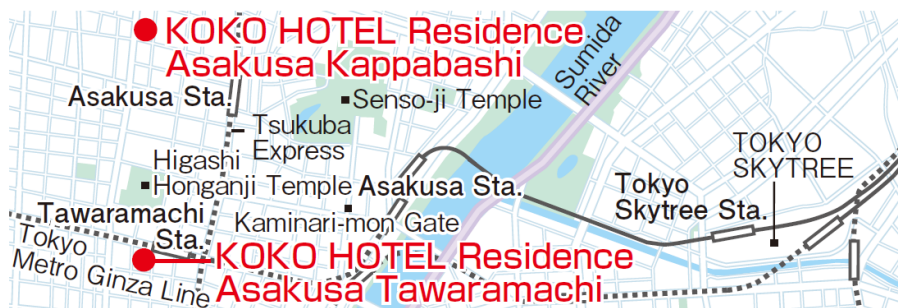 KOKO HOTEL Residence
Asakusa Kappabashi
Asakusa Sta.
Senso-ji Temple
Sumida
River
Tsukuba
Express
TOKYO
SKYTREE
Higashi
Honganji Temple
Asakusa Sta.
Tokyo
Skytree Sta.
Tawaramachi
Sta.
Kaminari-mon Gate
Tokyo
Metro Ginza Line
KOKO HOTEL Residence
Asakusa Tawaramachi